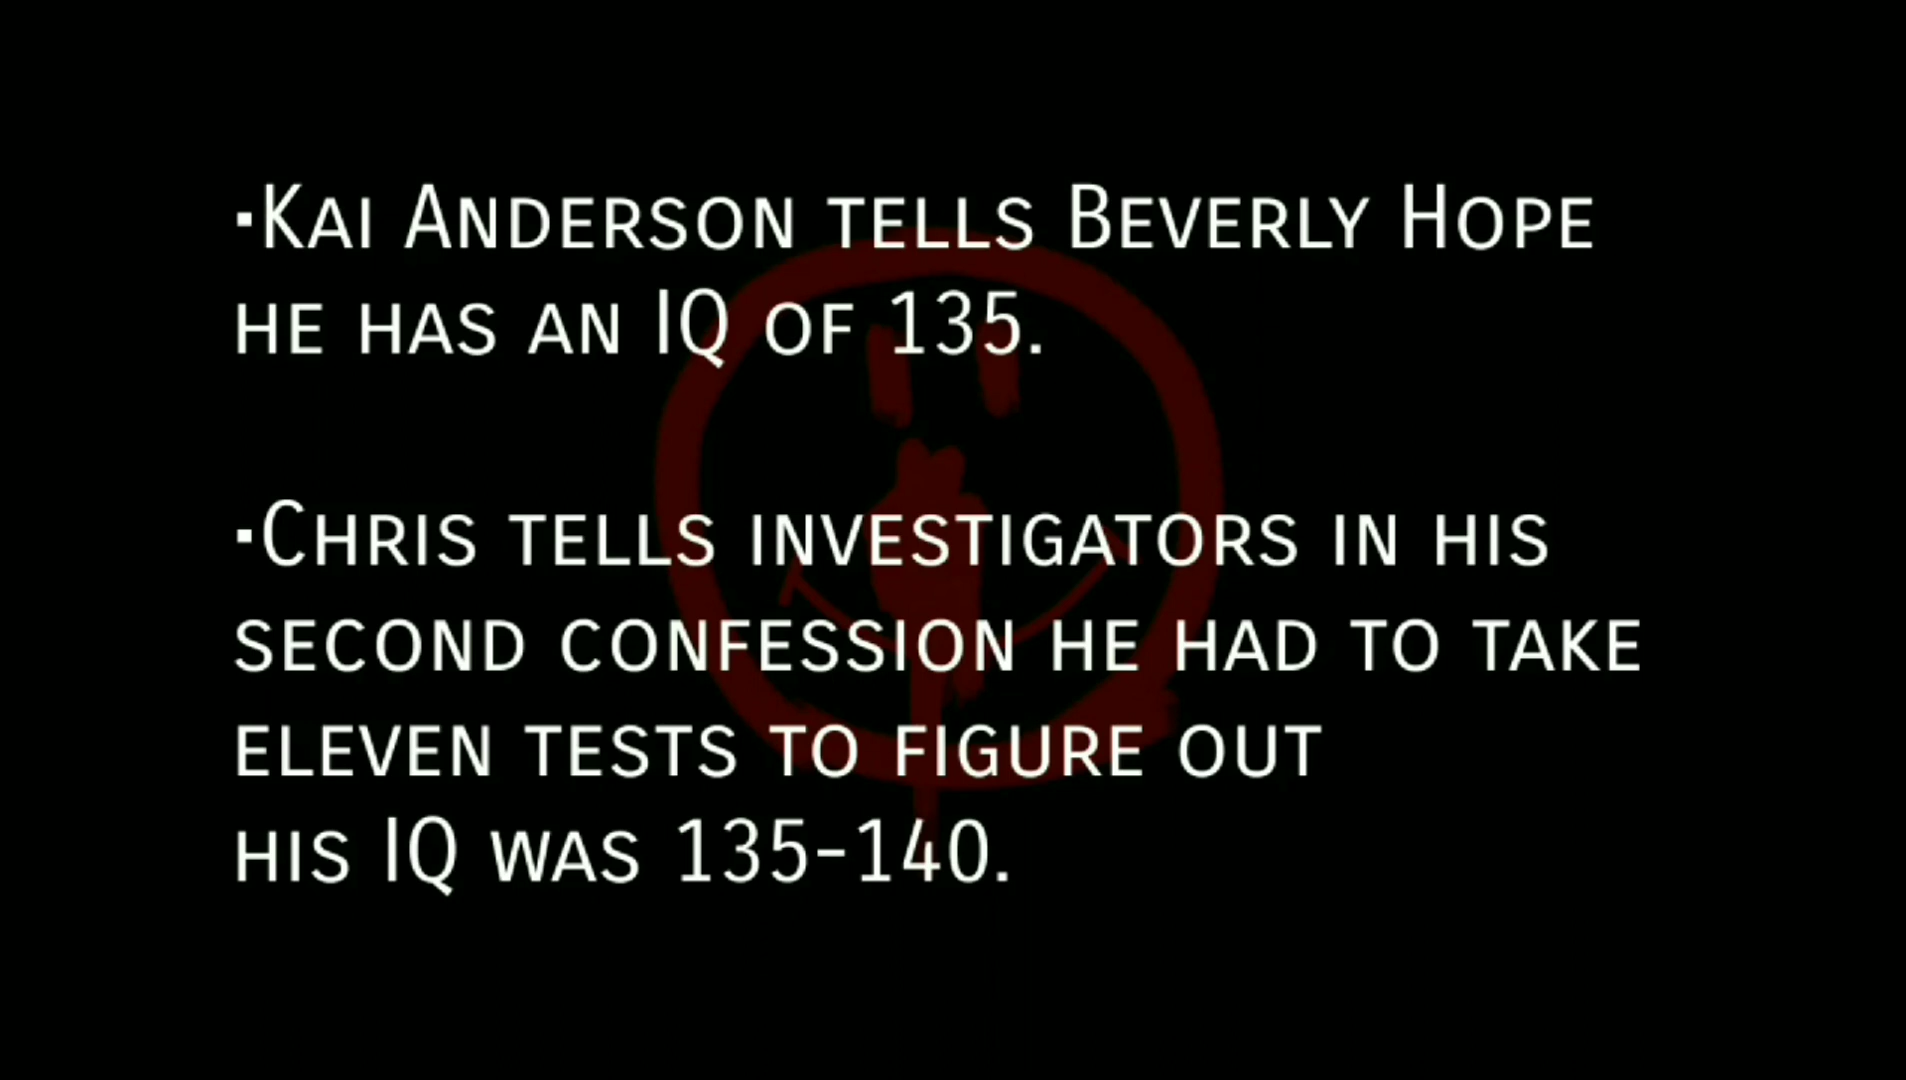 ▪Kai Anderson tells Beverly Hope
he has an IQ of 135.
▪Chris tells investigators in his
second confession he had to take
eleven tests to figure out
his IQ was 135-140.